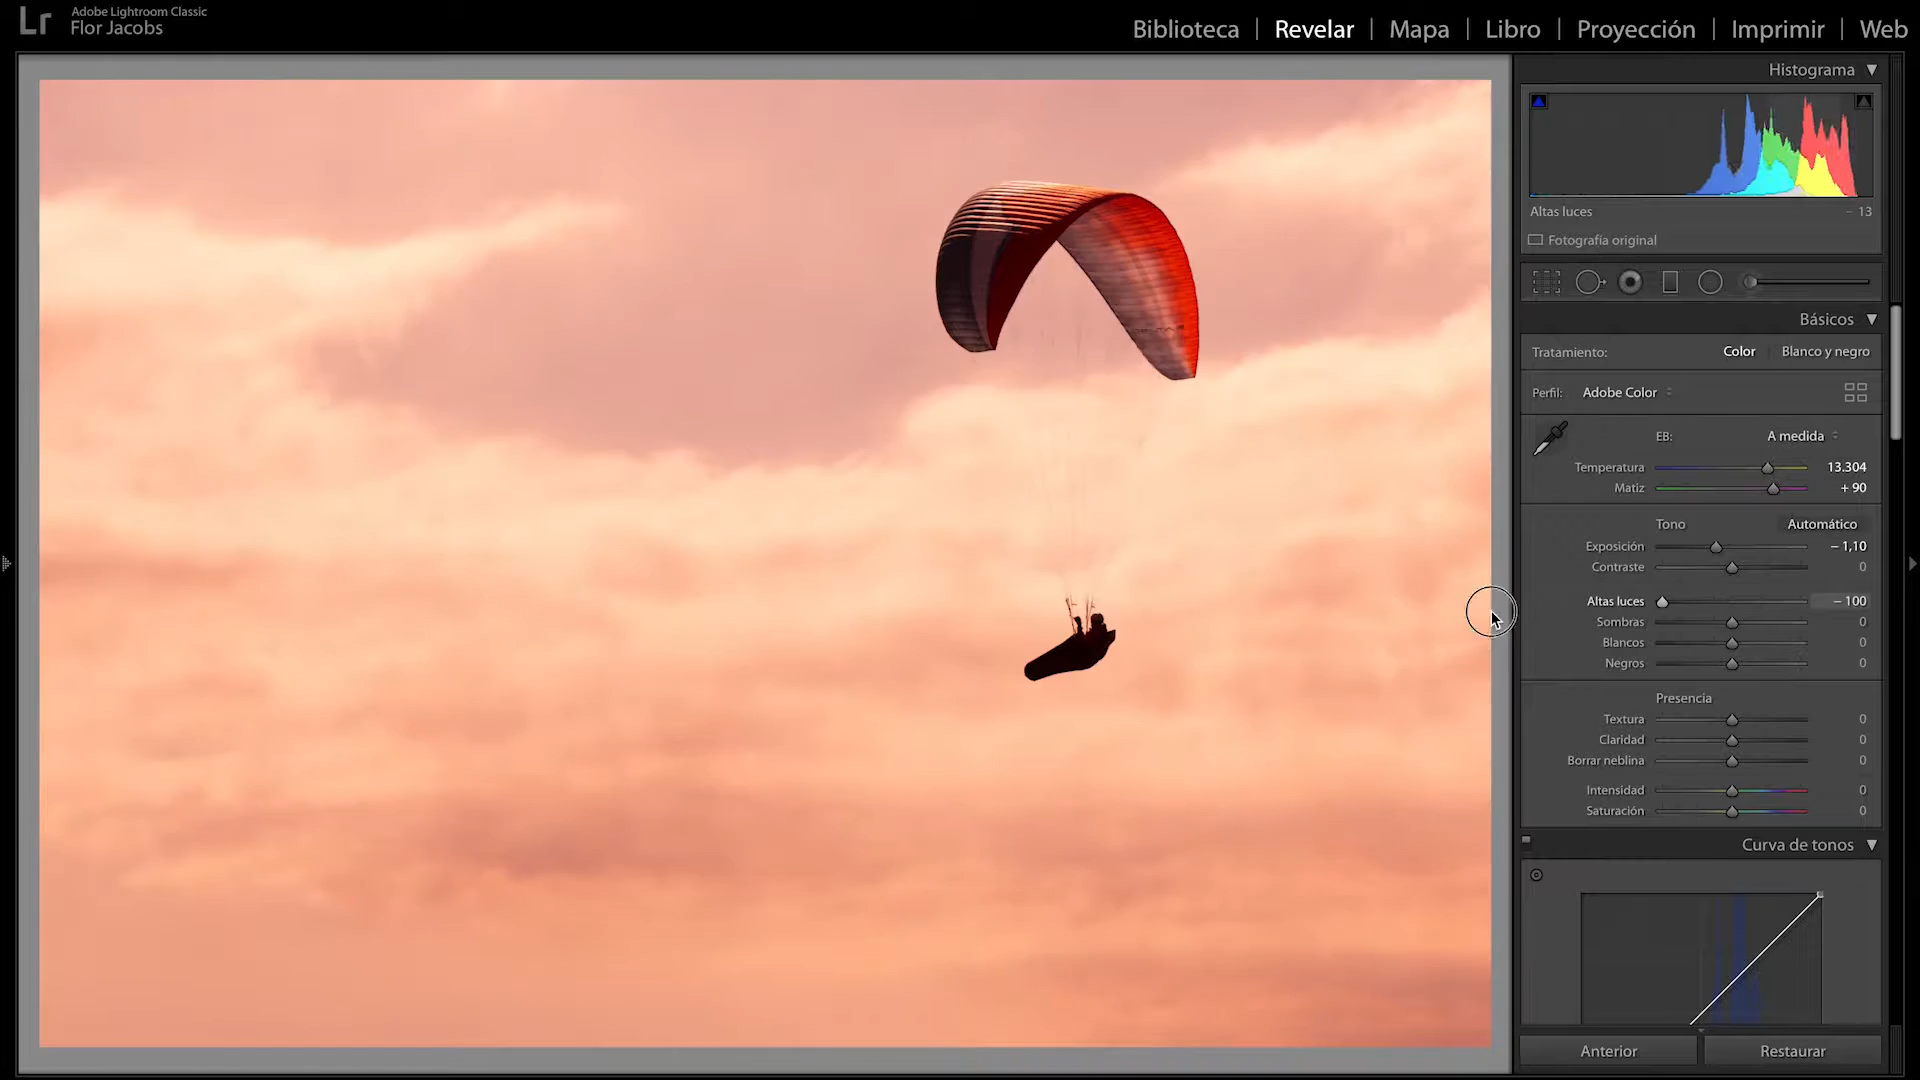 Lr
Adobe Lightroom Classic
Flor Jacobs
Biblioteca | Revelar | Mapa | Libro | Proyección | Imprimir | Web
Histograma
Altas luces – 13
Fotografía original
Básicos
Tratamiento: Color Blanco y negro
Perfil: Adobe Color
EB: A medida
Temperatura 13.304
Matiz + 90
Tono Automático
Exposición – 1,10
Contraste 0
Altas luces – 100
Sombras 0
Blancos 0
Negros 0
Presencia
Textura 0
Claridad 0
Borrar neblina 0
Intensidad 0
Saturación 0
Curva de tonos
Anterior Restaurar